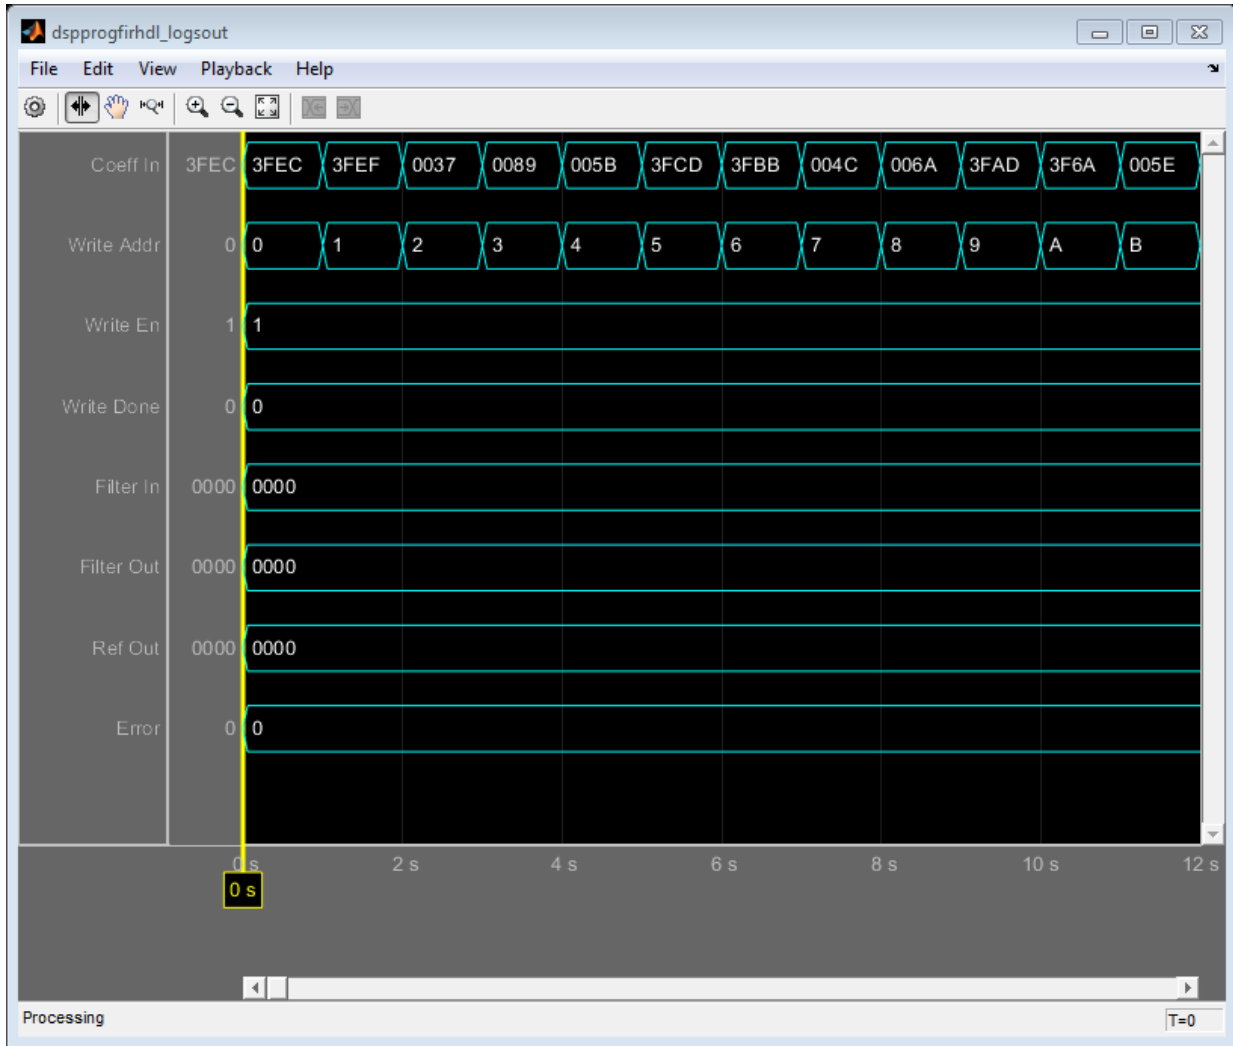 dspprogfirhdl_logsout
File Edit View Playback Help
Coeff In 3FEC 3FEC 3FEF 0037 0089 005B 3FCD 3FBB 004C 006A 3FAD 3F6A 005E
Write Addr 0 0 1 2 3 4 5 6 7 8 9 A B
Write En 1 1
Write Done 0 0
Filter In 0000 0000
Filter Out 0000 0000
Ref Out 0000 0000
Error 0 0
0 s 2 s 4 s 6 s 8 s 10 s 12 s
0 s
Processing T=0